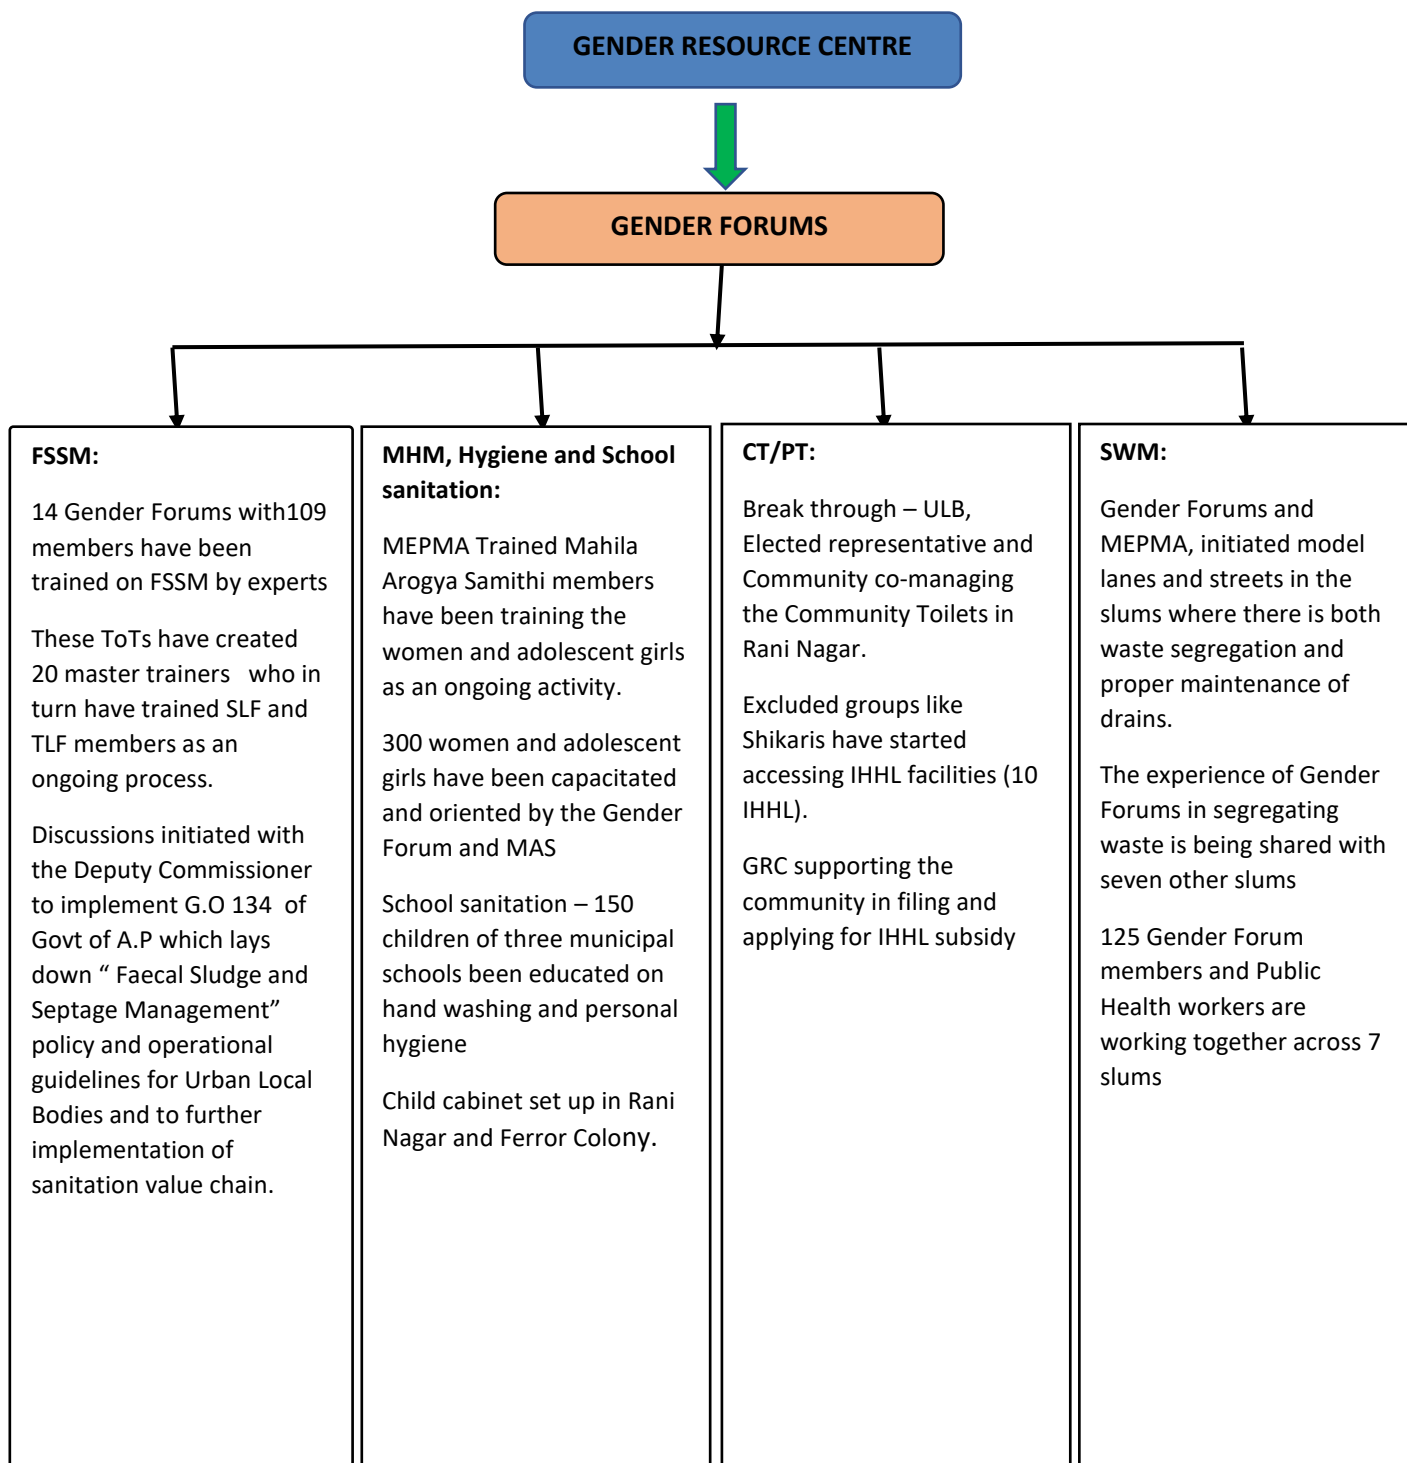 GENDER RESOURCE CENTRE
GENDER FORUMS
FSSM:
14 Gender Forums with109
members have been
trained on FSSM by experts
These ToTs have created
20 master trainers who in
turn have trained SLF and
TLF members as an
ongoing process.
Discussions initiated with
the Deputy Commissioner
to implement G.O 134 of
Govt of A.P which lays
down “ Faecal Sludge and
Septage Management”
policy and operational
guidelines for Urban Local
Bodies and to further
implementation of
sanitation value chain.
MHM, Hygiene and School
sanitation:
MEPMA Trained Mahila
Arogya Samithi members
have been training the
women and adolescent girls
as an ongoing activity.
300 women and adolescent
girls have been capacitated
and oriented by the Gender
Forum and MAS
School sanitation – 150
children of three municipal
schools been educated on
hand washing and personal
hygiene
Child cabinet set up in Rani
Nagar and Ferror Colony.
CT/PT:
Break through – ULB,
Elected representative and
Community co-managing
the Community Toilets in
Rani Nagar.
Excluded groups like
Shikaris have started
accessing IHHL facilities (10
IHHL).
GRC supporting the
community in filing and
applying for IHHL subsidy
SWM:
Gender Forums and
MEPMA, initiated model
lanes and streets in the
slums where there is both
waste segregation and
proper maintenance of
drains.
The experience of Gender
Forums in segregating
waste is being shared with
seven other slums
125 Gender Forum
members and Public
Health workers are
working together across 7
slums